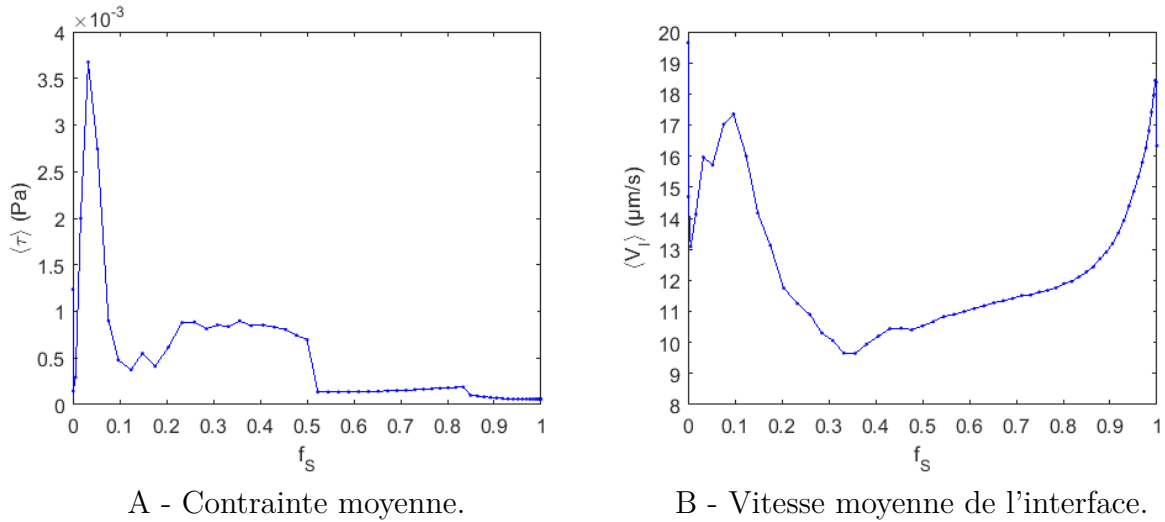 ×10⁻³
4
3.5
3
2.5
2
1.5
1
0.5
0
0 0.1 0.2 0.3 0.4 0.5 0.6 0.7 0.8 0.9 1
⟨τ⟩ (Pa)
f_S
A - Contrainte moyenne.
20
19
18
17
16
15
14
13
12
11
10
9
8
0 0.1 0.2 0.3 0.4 0.5 0.6 0.7 0.8 0.9 1
⟨V_I⟩ (µm/s)
f_S
B - Vitesse moyenne de l'interface.